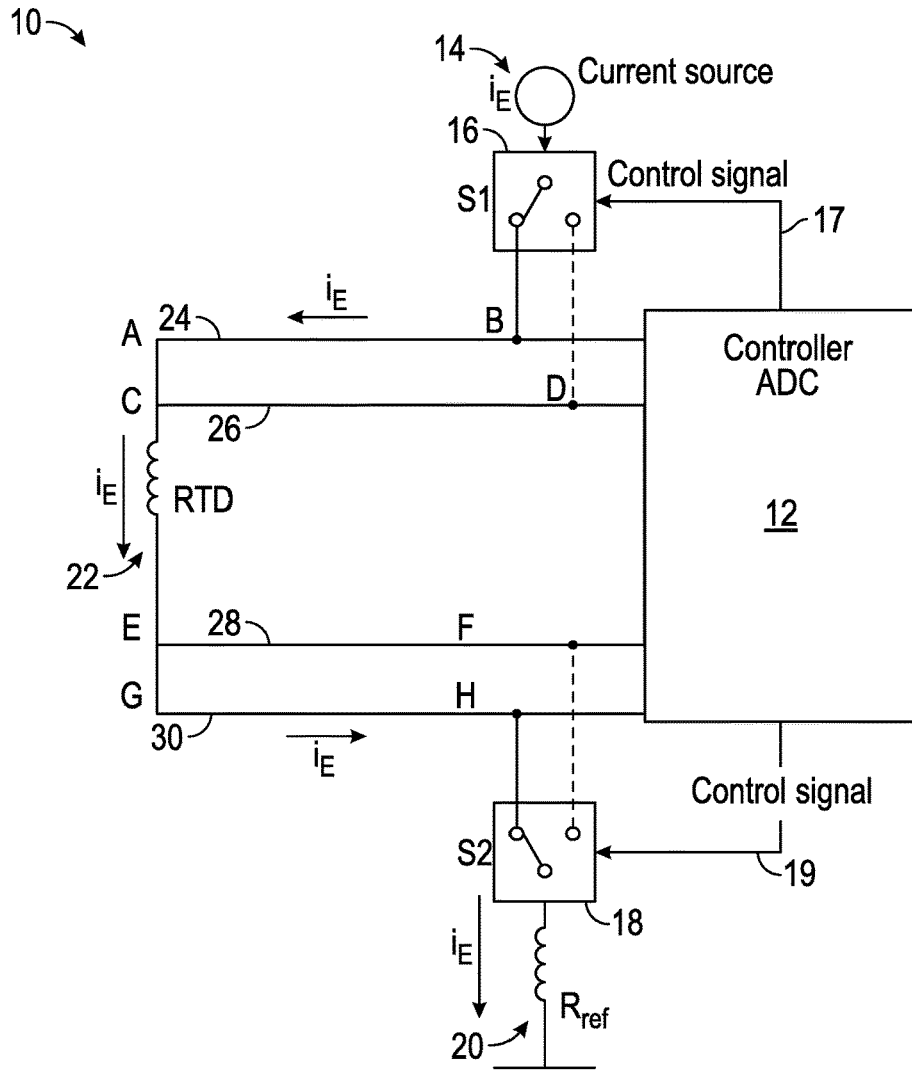 10
14
Current source
iE
16
S1
Control signal
17
iE
A
24
B
Controller
ADC
C
D
26
iE
RTD
12
22
E
28
F
G
H
30
iE
Control signal
S2
19
18
iE
Rref
20